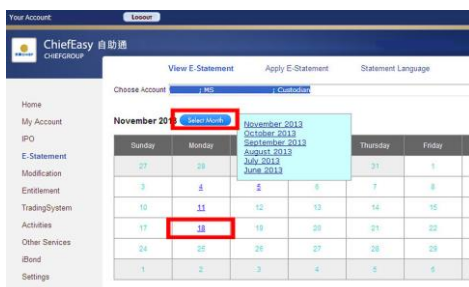 Your Account:
Logout
ChiefEasy 自助通
CHIEFGROUP
View E-Statement Apply E-Statement Statement Language
Choose Account : MS : Custodian
Home
My Account
IPO
E-Statement
Modification
Entitlement
TradingSystem
Activities
Other Services
iBond
Settings
November 2013 Select Month
November 2013
October 2013
September 2013
August 2013
July 2013
June 2013
Sunday Monday Thursday Friday
27 28 31 1
3 4 5 6 7 8
10 11 12 13 14 15
17 18 19 20 21 22
24 25 26 27 28 29
1 2 3 4 5 6